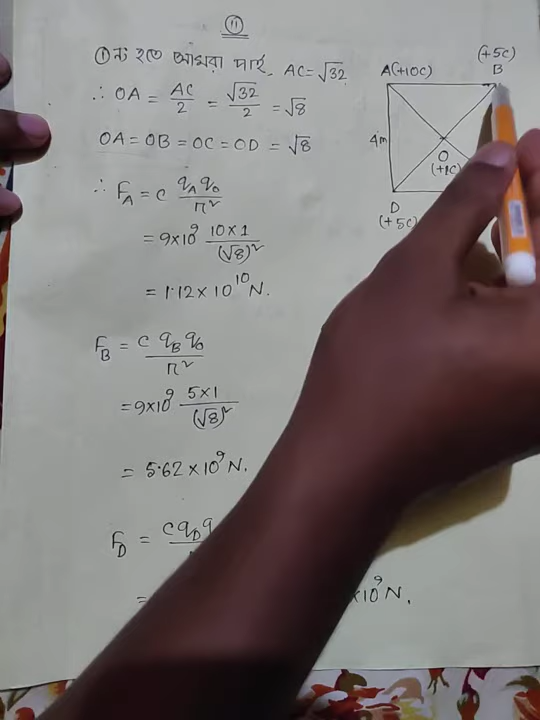 ii
① নং হতে আমরা পাই, AC = √32
∴ OA = AC/2 = √32/2 = √8
OA = OB = OC = OD = √8
∴ F_A = C q_A q_0 / r²
= 9×10⁹ 10×1/(√8)²
= 1.12×10¹⁰ N.
F_B = C q_B q_0 / r²
= 9×10⁹ 5×1/(√8)²
= 5.62×10⁹ N.
F_D = C q_D q
=
×10⁹ N.
(+5C)
A(+10C) B
4m
O
(+1C)
D
(+5C